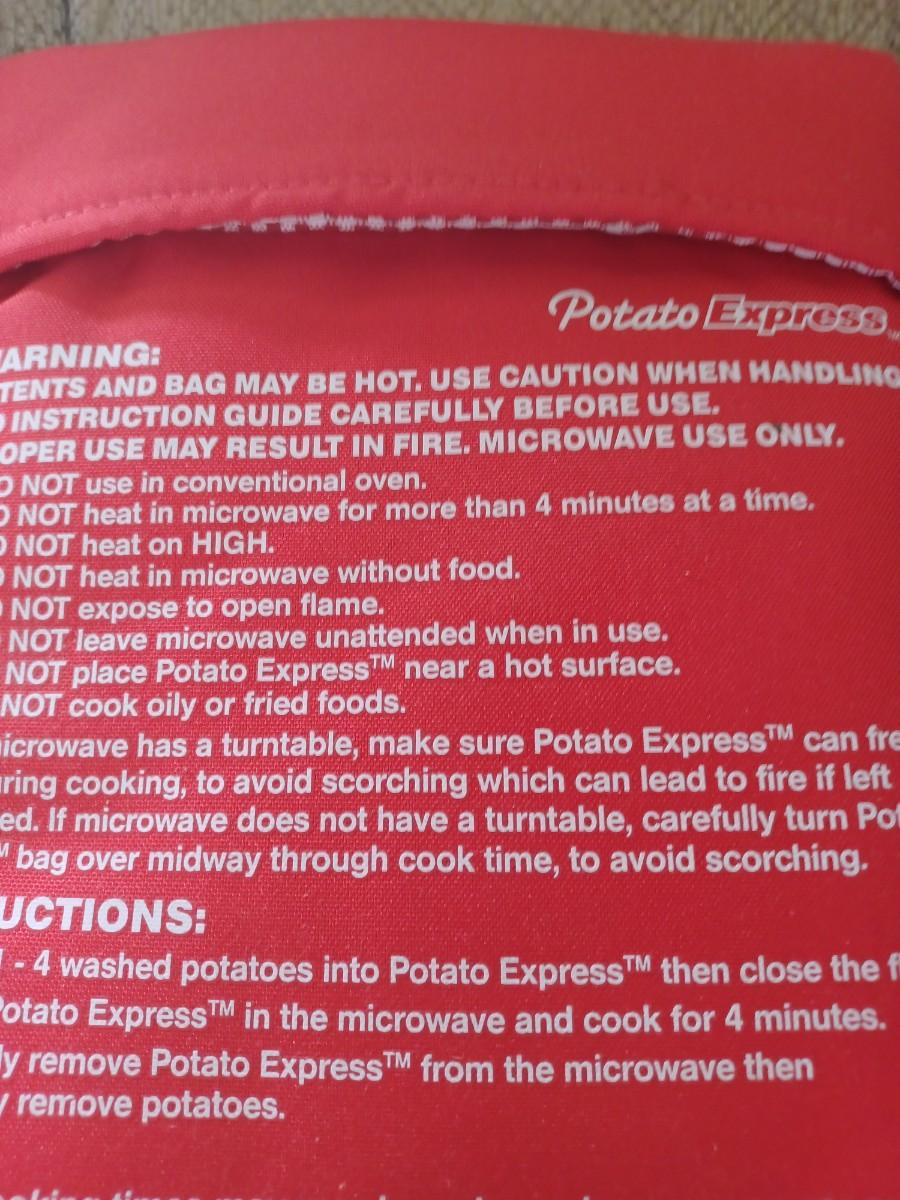 Potato Express
ARNING:
TENTS AND BAG MAY BE HOT. USE CAUTION WHEN HANDLING
INSTRUCTION GUIDE CAREFULLY BEFORE USE.
OPER USE MAY RESULT IN FIRE. MICROWAVE USE ONLY.
O NOT use in conventional oven.
O NOT heat in microwave for more than 4 minutes at a time.
NOT heat on HIGH.
NOT heat in microwave without food.
NOT expose to open flame.
NOT leave microwave unattended when in use.
NOT place Potato Express™ near a hot surface.
NOT cook oily or fried foods.
icrowave has a turntable, make sure Potato Express™ can fre
ring cooking, to avoid scorching which can lead to fire if left
ed. If microwave does not have a turntable, carefully turn Pot
bag over midway through cook time, to avoid scorching.
UCTIONS:
- 4 washed potatoes into Potato Express™ then close the f
otato Express™ in the microwave and cook for 4 minutes.
ly remove Potato Express™ from the microwave then
y remove potatoes.